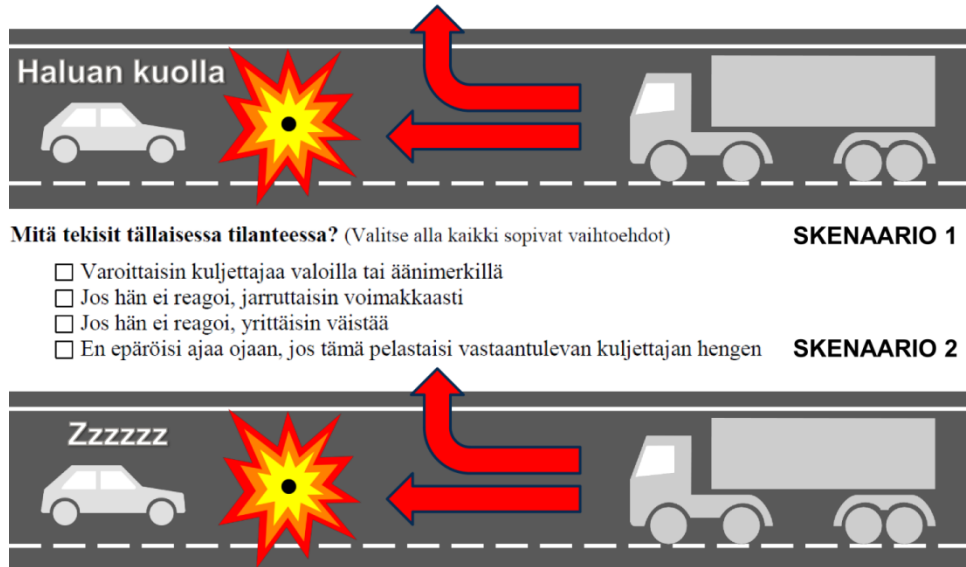 Haluan kuolla
Mitä tekisit tällaisessa tilanteessa? (Valitse alla kaikki sopivat vaihtoehdot) SKENAARIO 1
☐ Varoittaisin kuljettajaa valoilla tai äänimerkillä
☐ Jos hän ei reagoi, jarruttaisin voimakkaasti
☐ Jos hän ei reagoi, yrittäisin väistää
☐ En epäröisi ajaa ojaan, jos tämä pelastaisi vastaantulevan kuljettajan hengen SKENAARIO 2
Zzzzzz